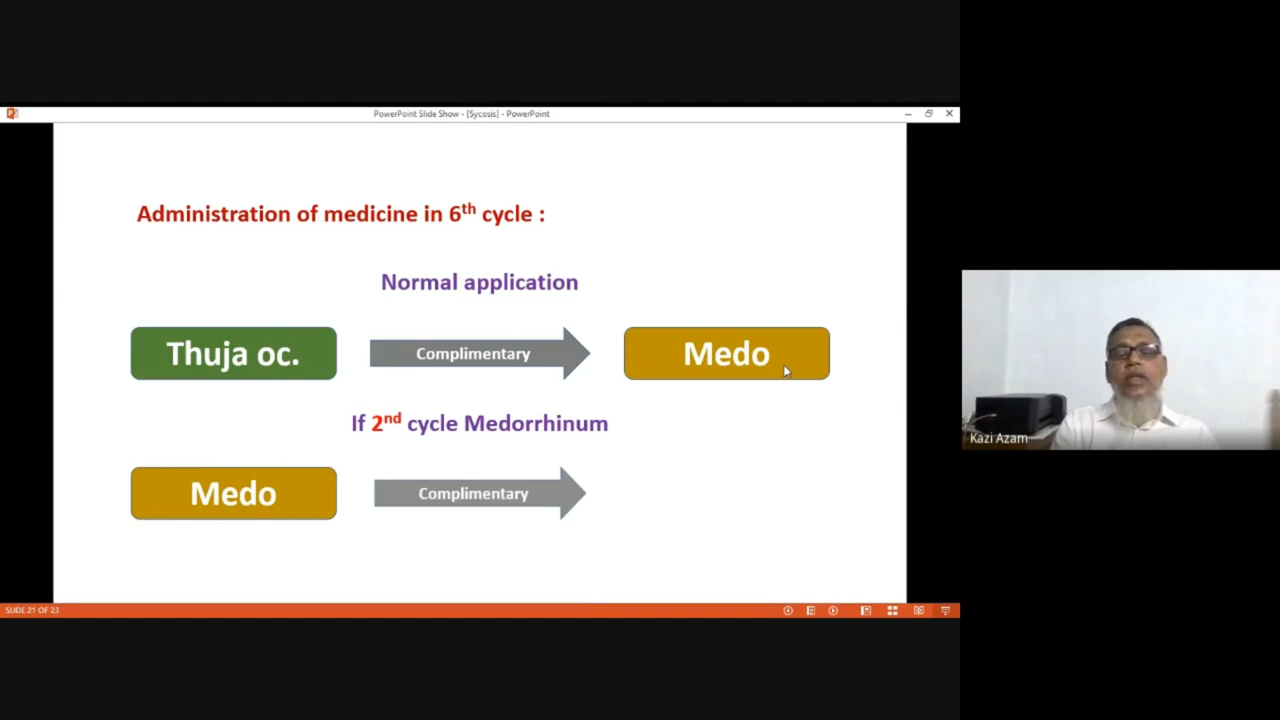 PowerPoint Slide Show - [Sycosis] - PowerPoint
Administration of medicine in 6th cycle :
Normal application
Thuja oc.
Complimentary
Medo
If 2nd cycle Medorrhinum
Medo
Complimentary
Kazi Azam
SLIDE 21 OF 23